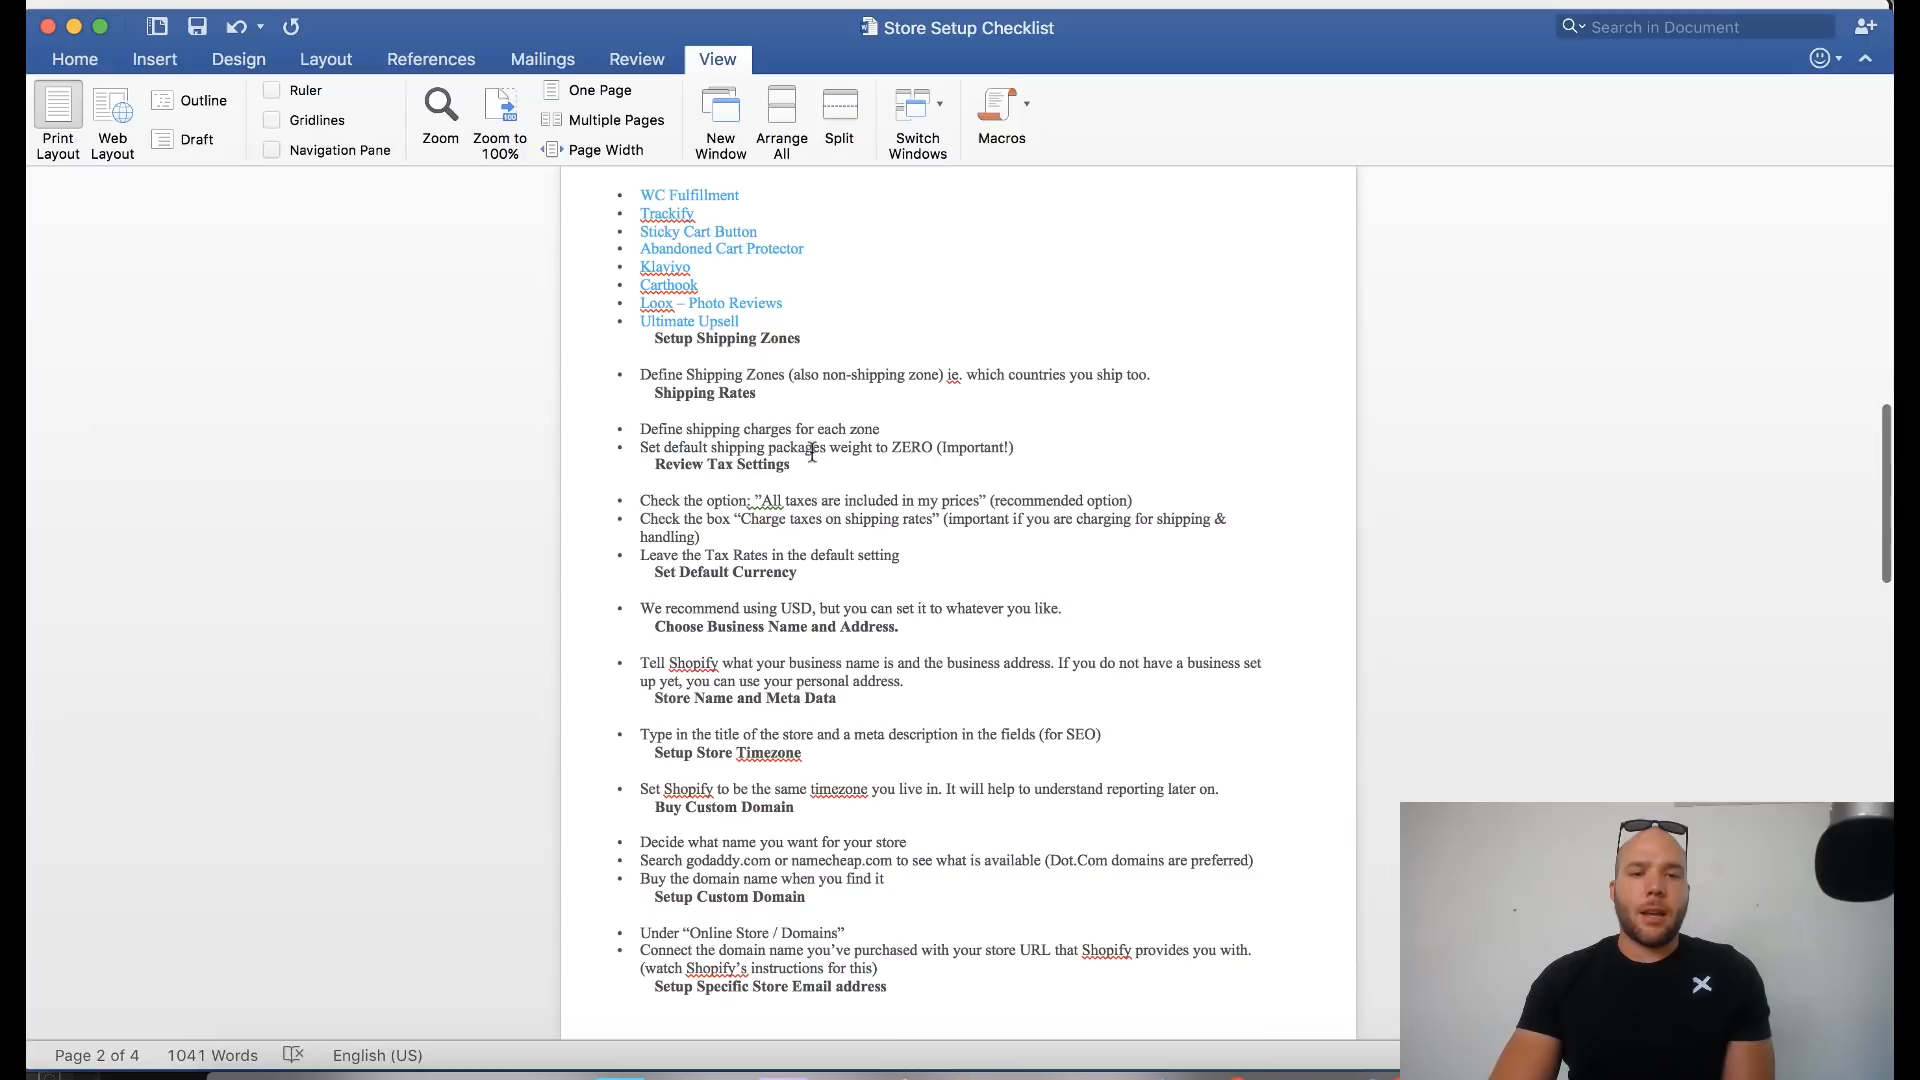 Store Setup Checklist
Search in Document
Home Insert Design Layout References Mailings Review View
Print Layout
Web Layout
Outline
Draft
Ruler
Gridlines
Navigation Pane
Zoom
Zoom to 100%
100
One Page
Multiple Pages
Page Width
New Window
Arrange All
Split
Switch Windows
Macros
• WC Fulfillment
• Trackify
• Sticky Cart Button
• Abandoned Cart Protector
• Klaviyo
• Carthook
• Loox – Photo Reviews
• Ultimate Upsell
Setup Shipping Zones
• Define Shipping Zones (also non-shipping zone) ie. which countries you ship too.
Shipping Rates
• Define shipping charges for each zone
• Set default shipping packages weight to ZERO (Important!)
Review Tax Settings
• Check the option: ”All taxes are included in my prices” (recommended option)
• Check the box “Charge taxes on shipping rates” (important if you are charging for shipping &
handling)
• Leave the Tax Rates in the default setting
Set Default Currency
• We recommend using USD, but you can set it to whatever you like.
Choose Business Name and Address.
• Tell Shopify what your business name is and the business address. If you do not have a business set
up yet, you can use your personal address.
Store Name and Meta Data
• Type in the title of the store and a meta description in the fields (for SEO)
Setup Store Timezone
• Set Shopify to be the same timezone you live in. It will help to understand reporting later on.
Buy Custom Domain
• Decide what name you want for your store
• Search godaddy.com or namecheap.com to see what is available (Dot.Com domains are preferred)
• Buy the domain name when you find it
Setup Custom Domain
• Under “Online Store / Domains”
• Connect the domain name you’ve purchased with your store URL that Shopify provides you with.
(watch Shopify’s instructions for this)
Setup Specific Store Email address
Page 2 of 4 1041 Words English (US)